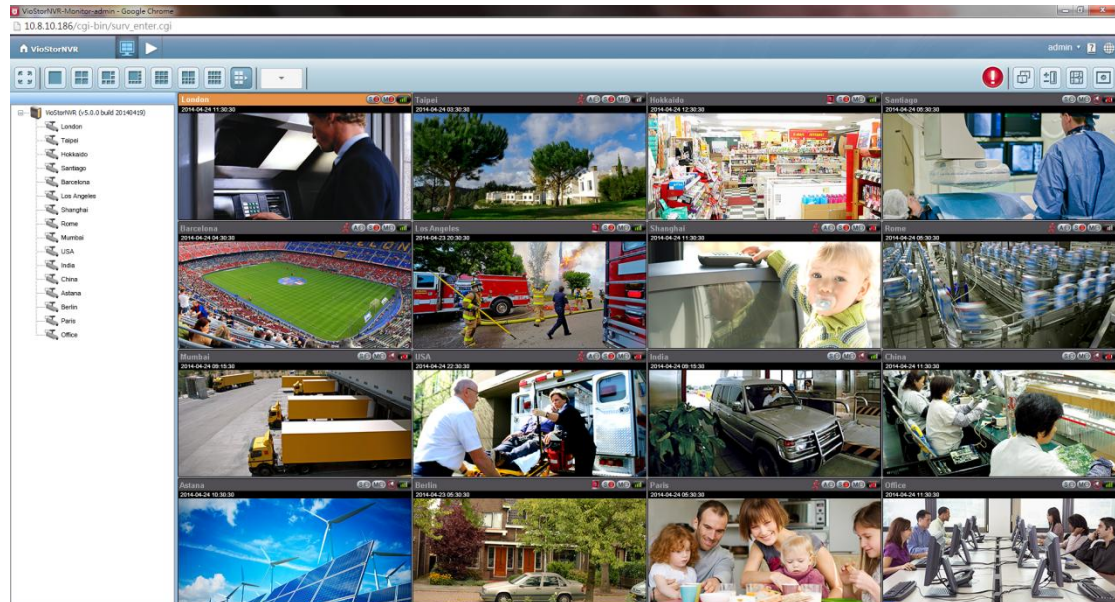 VioStorNVR-Monitor-admin - Google Chrome
10.8.10.186/cgi-bin/surv_enter.cgi
VioStorNVR
admin
VioStorNVR (v5.0.0 build 20140419)
London
Taipei
Hokkaido
Santiago
Barcelona
Los Angeles
Shanghai
Rome
Mumbai
USA
India
China
Astana
Berlin
Paris
Office
London
2014-04-24 11:30:30
Taipei
2014-04-24 03:30:30
Hokkaido
2014-04-24 12:30:30
Santiago
2014-04-24 05:30:30
Barcelona
2014-04-24 04:30:30
Los Angeles
2014-04-23 20:30:30
Shanghai
2014-04-24 11:30:30
Rome
2014-04-24 05:30:30
Mumbai
2014-04-24 09:15:30
USA
2014-04-24 22:30:30
India
2014-04-24 09:15:30
China
2014-04-24 11:30:30
Astana
2014-04-24 10:30:30
Berlin
2014-04-23 05:30:30
Paris
2014-04-24 05:30:30
Office
2014-04-24 11:30:30